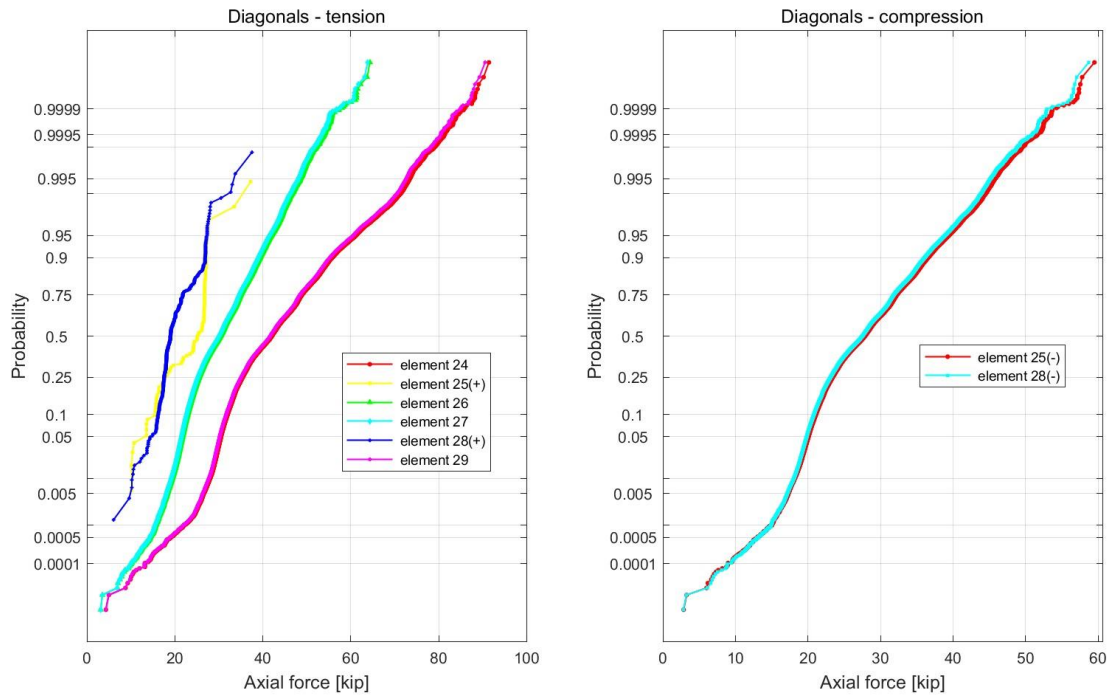 Diagonals - tension
Probability
0.9999
0.9995
0.995
0.95
0.9
0.75
0.5
0.25
0.1
0.05
0.005
0.0005
0.0001
0 20 40 60 80 100
Axial force [kip]
element 24
element 25(+)
element 26
element 27
element 28(+)
element 29
Diagonals - compression
Probability
0.9999
0.9995
0.995
0.95
0.9
0.75
0.5
0.25
0.1
0.05
0.005
0.0005
0.0001
0 10 20 30 40 50 60
Axial force [kip]
element 25(-)
element 28(-)